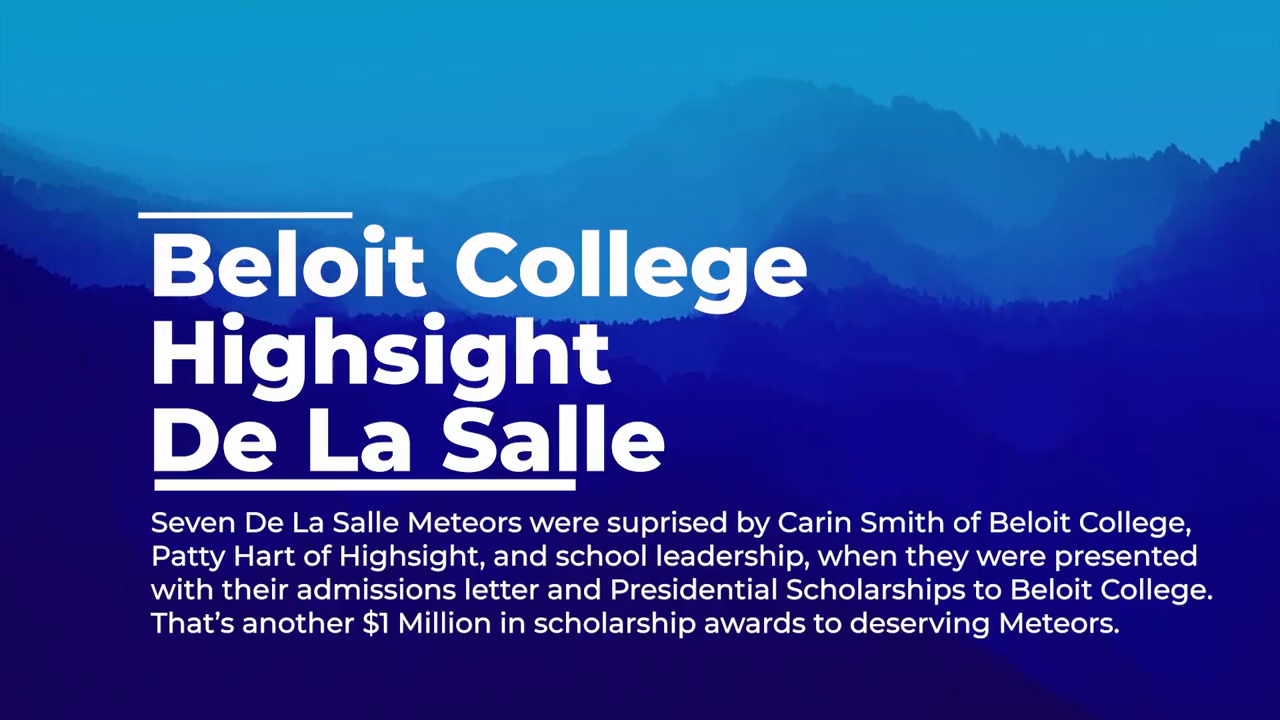 Beloit College
Highsight
De La Salle
Seven De La Salle Meteors were suprised by Carin Smith of Beloit College,
Patty Hart of Highsight, and school leadership, when they were presented
with their admissions letter and Presidential Scholarships to Beloit College.
That’s another $1 Million in scholarship awards to deserving Meteors.